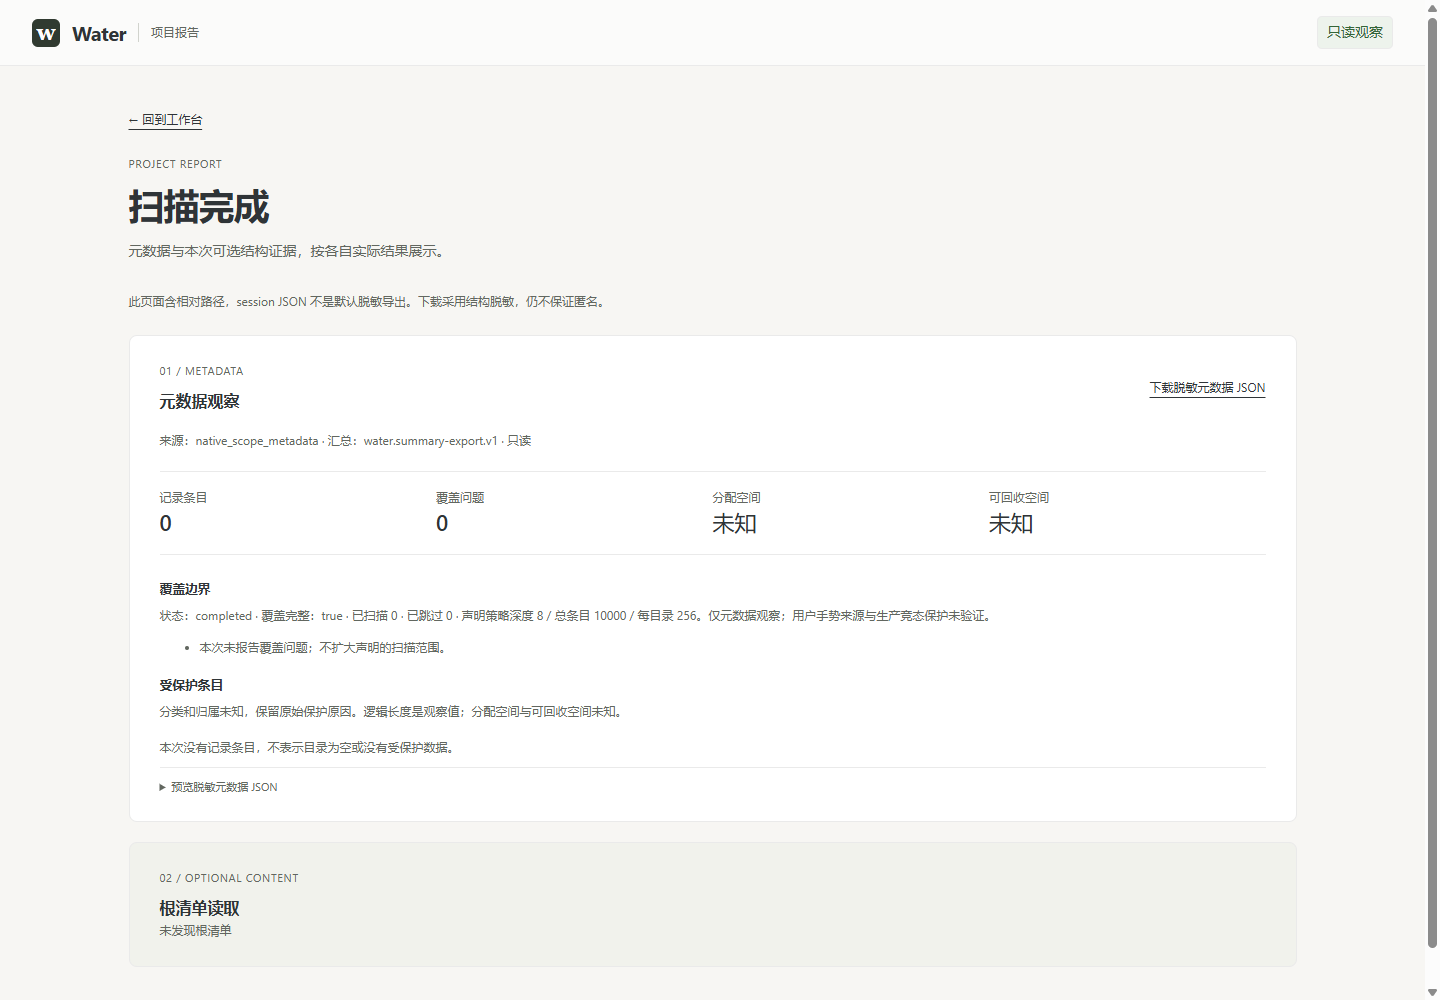 w Water 项目报告 只读观察
← 回到工作台
PROJECT REPORT
扫描完成
元数据与本次可选结构证据，按各自实际结果展示。
此页面含相对路径，session JSON 不是默认脱敏导出。下载采用结构脱敏，仍不保证匿名。
01 / METADATA
下载脱敏元数据 JSON
元数据观察
来源：native_scope_metadata · 汇总：water.summary-export.v1 · 只读
记录条目 覆盖问题 分配空间 可回收空间
0 0 未知 未知
覆盖边界
状态：completed · 覆盖完整：true · 已扫描 0 · 已跳过 0 · 声明策略深度 8 / 总条目 10000 / 每目录 256。仅元数据观察；用户手势来源与生产竞态保护未验证。
• 本次未报告覆盖问题；不扩大声明的扫描范围。
受保护条目
分类和归属未知，保留原始保护原因。逻辑长度是观察值；分配空间与可回收空间未知。
本次没有记录条目，不表示目录为空或没有受保护数据。
▶ 预览脱敏元数据 JSON
02 / OPTIONAL CONTENT
根清单读取
未发现根清单